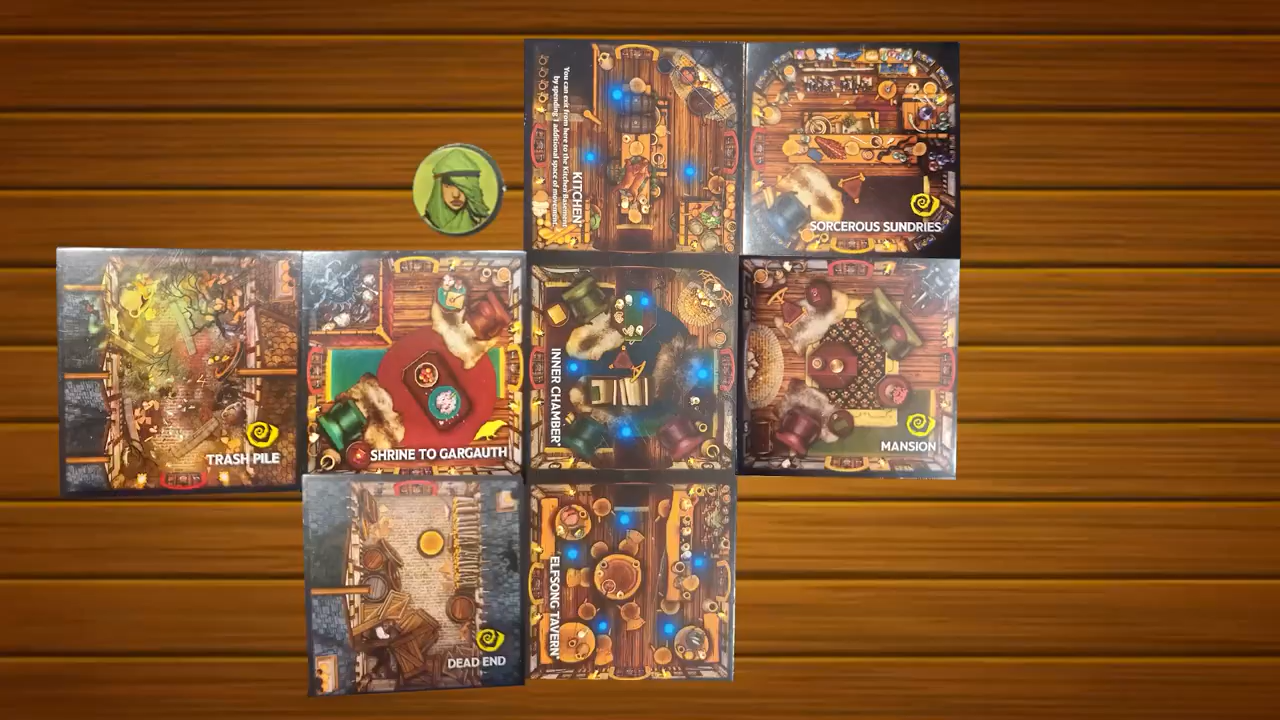 You can exit from here to the Kitchen Basement
by spending 1 additional space of movement.
KITCHEN
SORCEROUS SUNDRIES
TRASH PILE
SHRINE TO GARGAUTH
INNER CHAMBER
MANSION
DEAD END
ELFSONG TAVERN